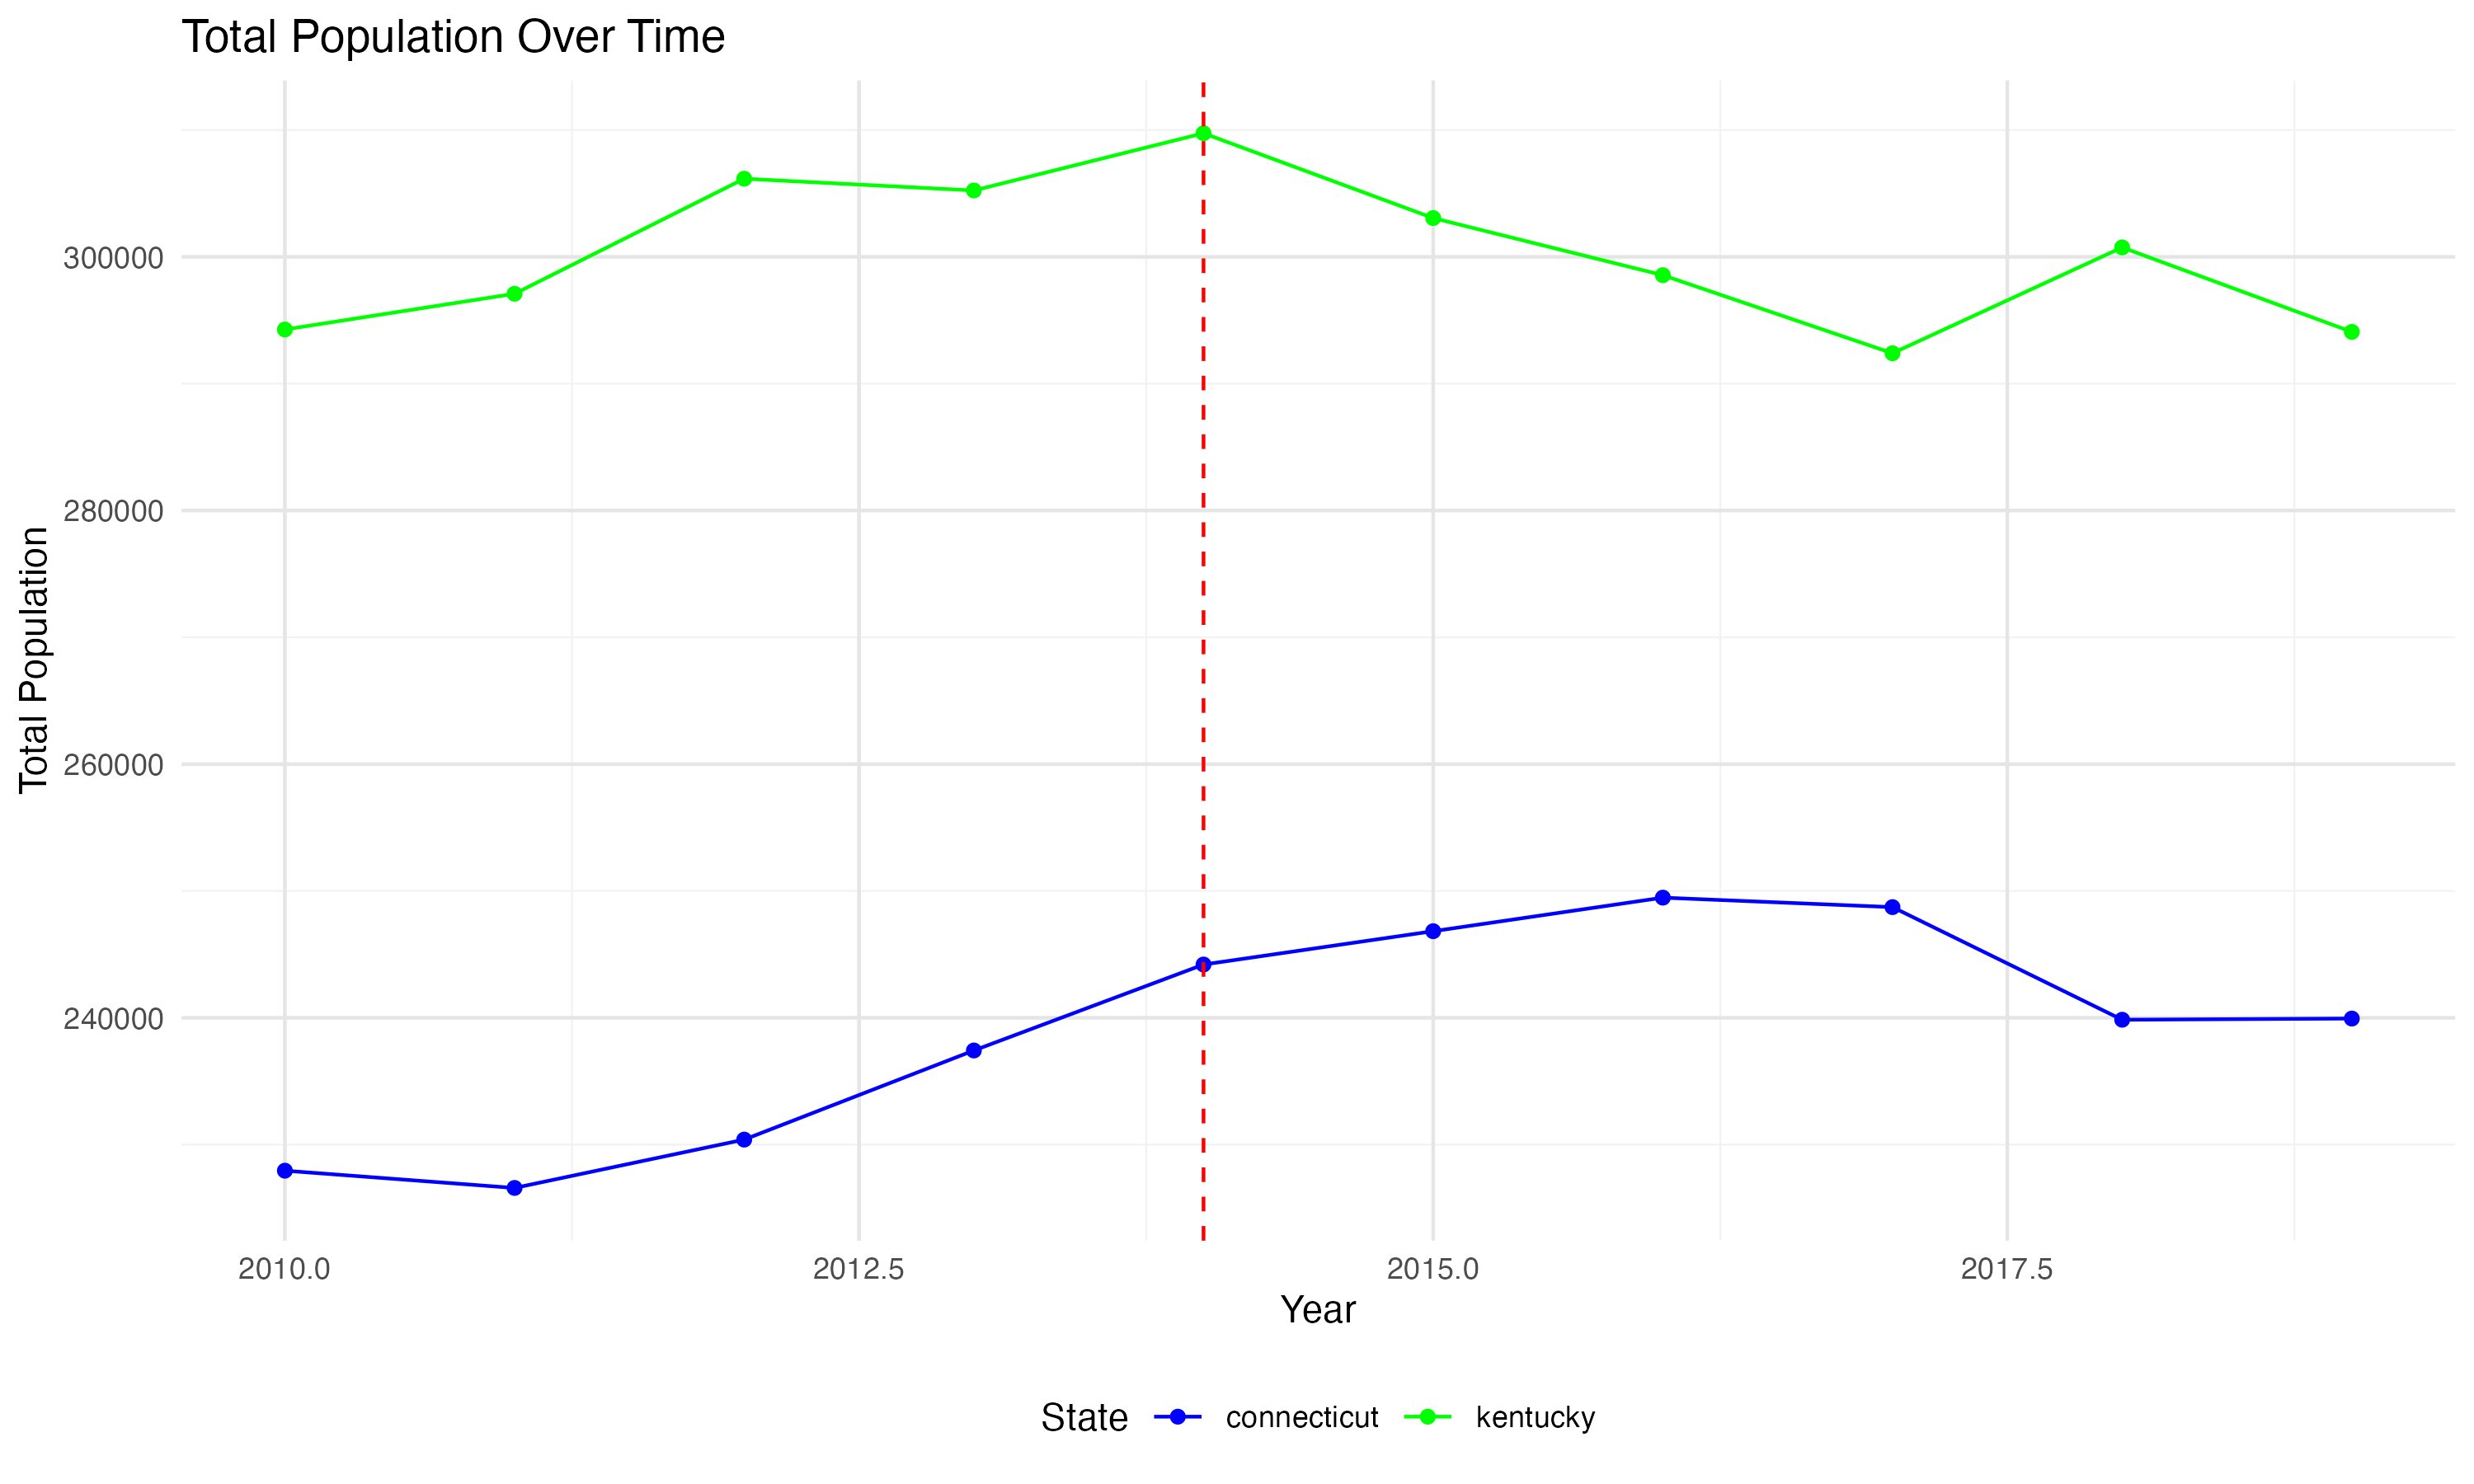 Total Population Over Time
Total Population
300000
280000
260000
240000
2010.0 2012.5 2015.0 2017.5
Year
State connecticut kentucky